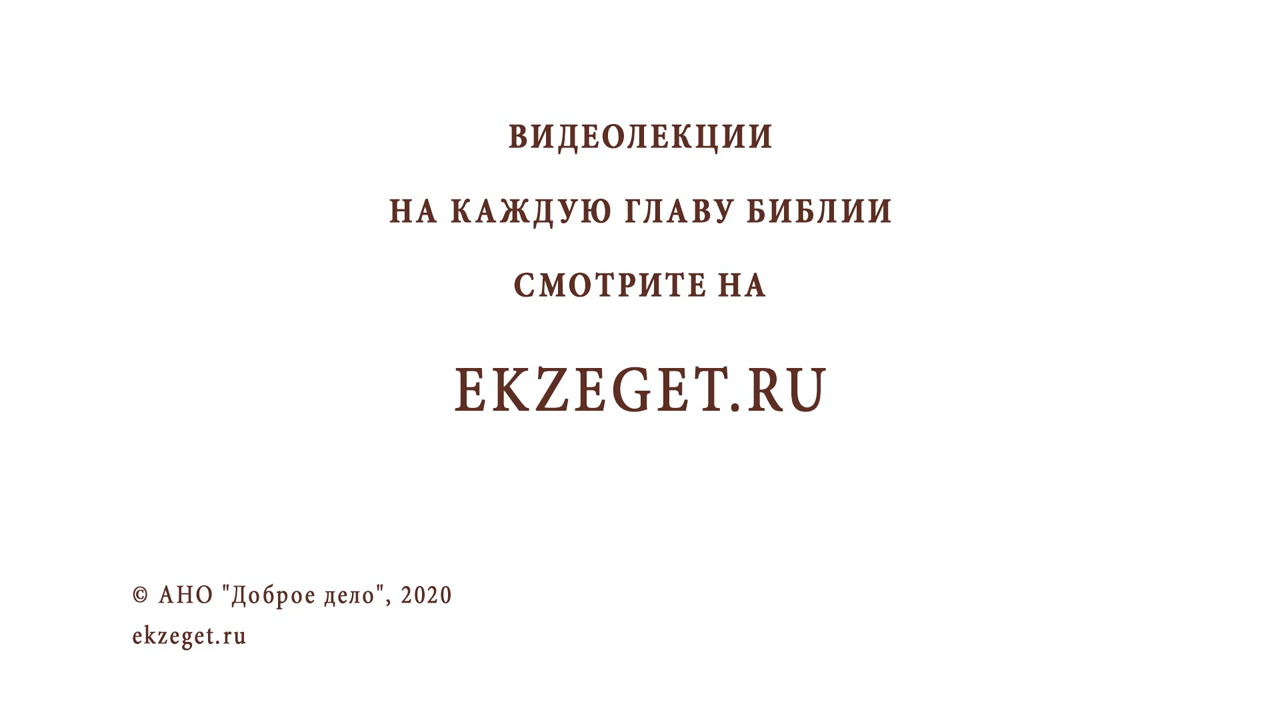 ВИДЕОЛЕКЦИИ
НА КАЖДУЮ ГЛАВУ БИБЛИИ
СМОТРИТЕ НА
EKZEGET.RU
© АНО "Доброе дело", 2020
ekzeget.ru